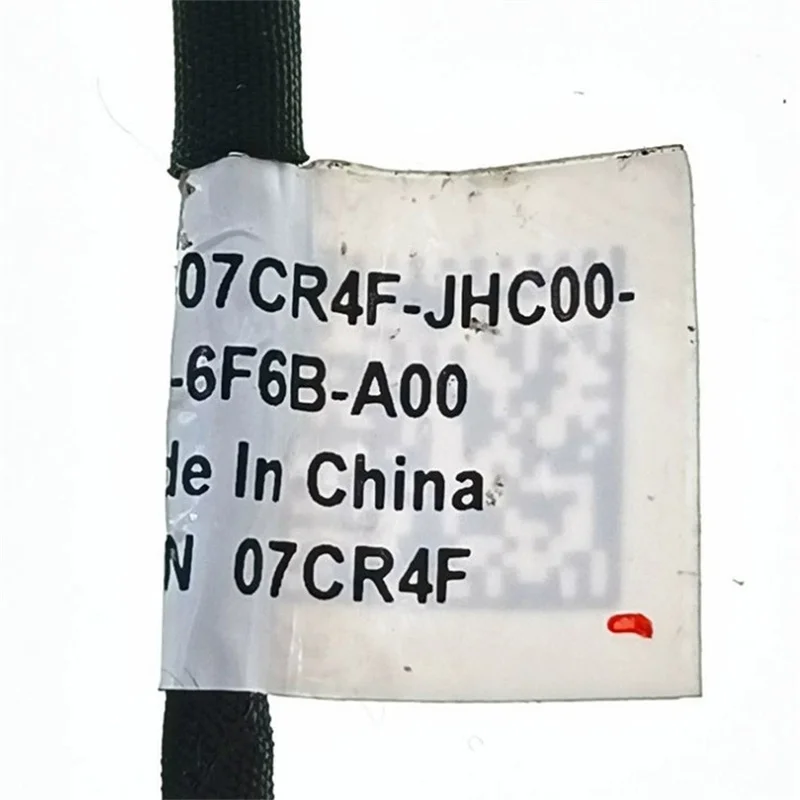 07CR4F-JHC00-
-6F6B-A00
de In China
N 07CR4F